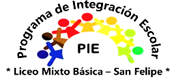 Programa de Integración Escolar
PIE
* Liceo Mixto Básica – San Felipe *